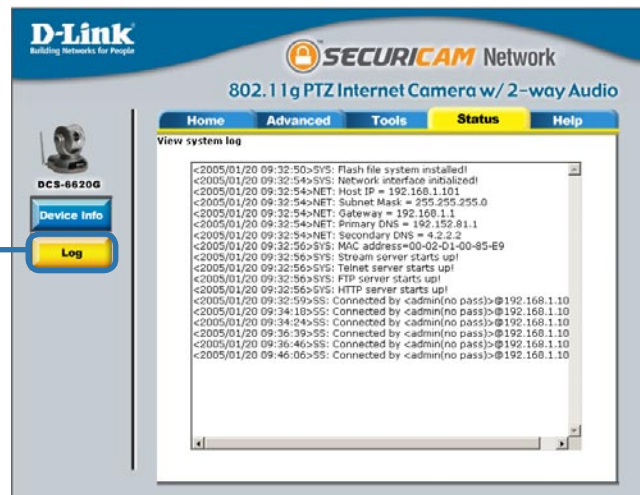 D-Link
Building Networks for People
SECURICAM Network
802.11g PTZ Internet Camera w/ 2-way Audio
Home Advanced Tools Status Help
DCS-6620G
Device Info
Log
View system log
<2005/01/20 09:32:50>SYS: Flash file system installed!
<2005/01/20 09:32:54>SYS: Network interface initialized!
<2005/01/20 09:32:54>NET: Host IP = 192.168.1.101
<2005/01/20 09:32:54>NET: Subnet Mask = 255.255.255.0
<2005/01/20 09:32:54>NET: Gateway = 192.168.1.1
<2005/01/20 09:32:54>NET: Primary DNS = 192.152.81.1
<2005/01/20 09:32:54>NET: Secondary DNS = 4.2.2.2
<2005/01/20 09:32:56>SYS: MAC address=00-02-D1-00-85-E9
<2005/01/20 09:32:56>SYS: Stream server starts up!
<2005/01/20 09:32:56>SYS: Telnet server starts up!
<2005/01/20 09:32:56>SYS: FTP server starts up!
<2005/01/20 09:32:56>SYS: HTTP server starts up!
<2005/01/20 09:32:59>SS: Connected by <admin(no pass)>@192.168.1.10
<2005/01/20 09:34:18>SS: Connected by <admin(no pass)>@192.168.1.10
<2005/01/20 09:34:24>SS: Connected by <admin(no pass)>@192.168.1.10
<2005/01/20 09:36:39>SS: Connected by <admin(no pass)>@192.168.1.10
<2005/01/20 09:36:46>SS: Connected by <admin(no pass)>@192.168.1.10
<2005/01/20 09:46:06>SS: Connected by <admin(no pass)>@192.168.1.10